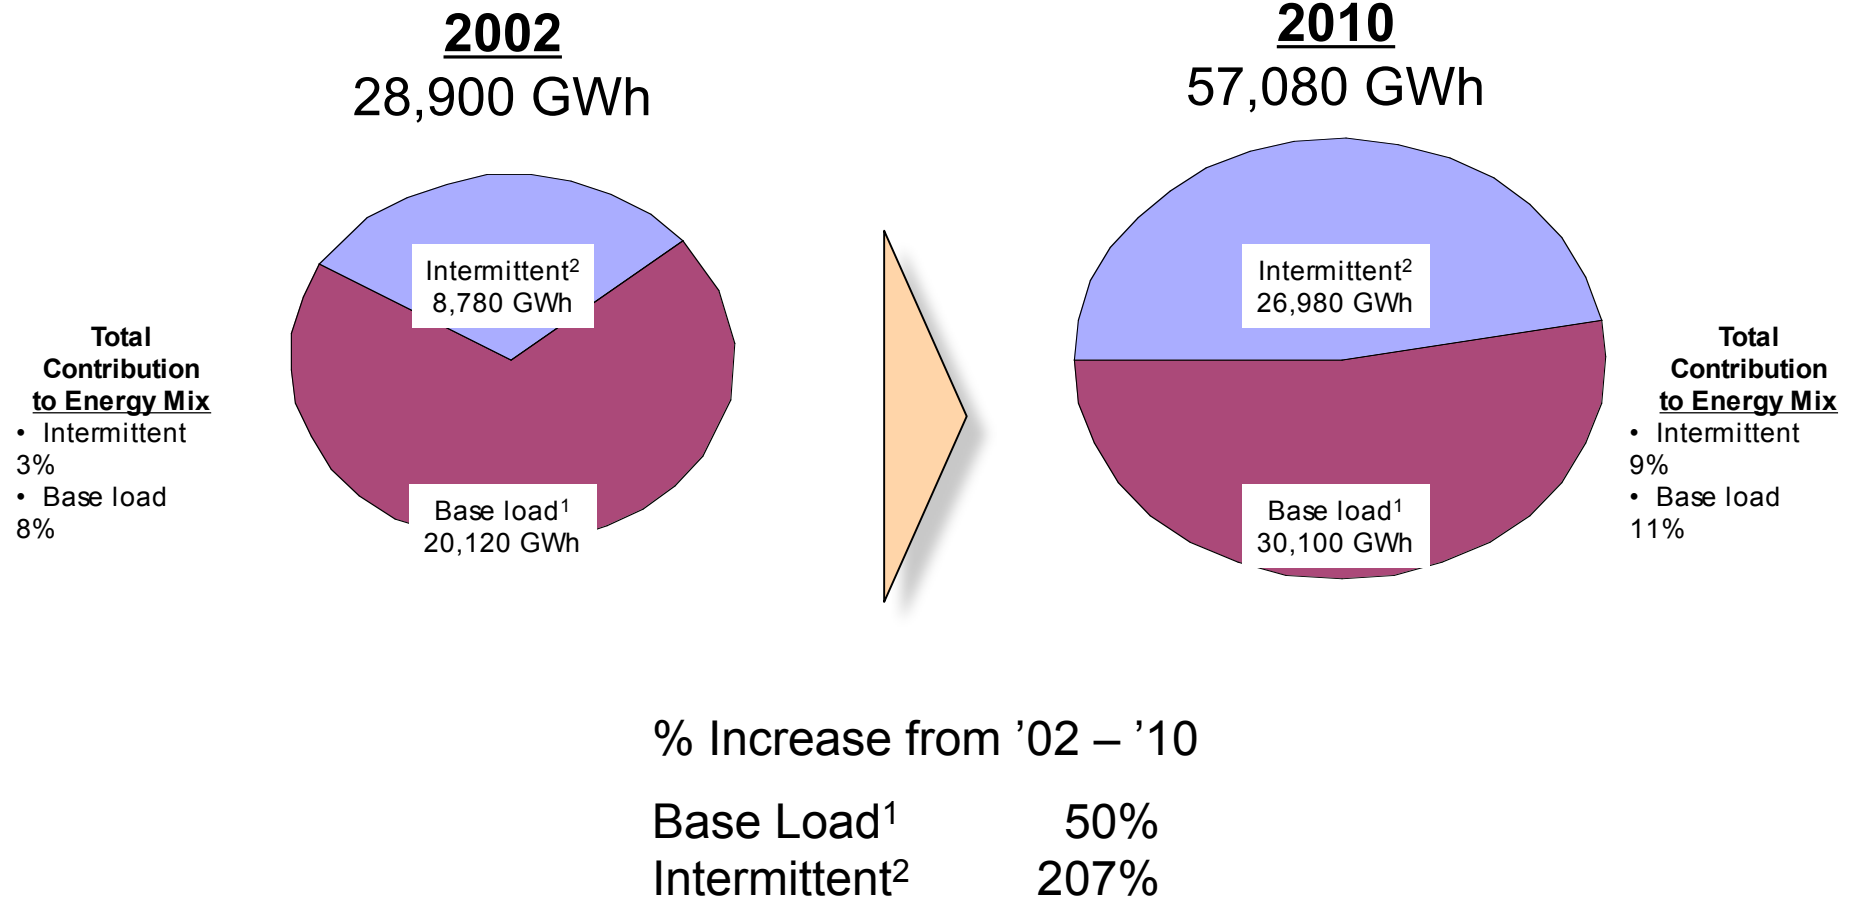 2002
28,900 GWh
2010
57,080 GWh
Intermittent²
8,780 GWh
Base load¹
20,120 GWh
Intermittent²
26,980 GWh
Base load¹
30,100 GWh
Total
Contribution
to Energy Mix
• Intermittent
3%
• Base load
8%
Total
Contribution
to Energy Mix
• Intermittent
9%
• Base load
11%
% Increase from ’02 – ’10
Base Load¹ 50%
Intermittent² 207%